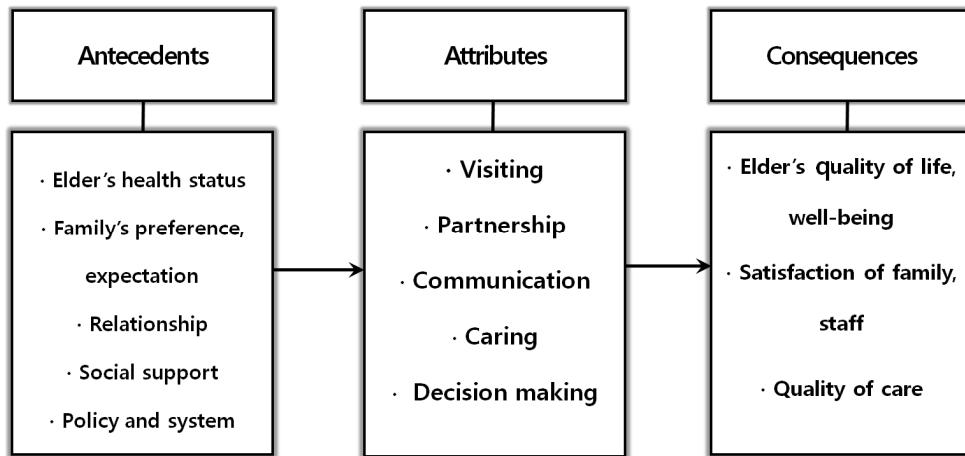 Antecedents
· Elder's health status
· Family's preference,
expectation
· Relationship
· Social support
· Policy and system
Attributes
· Visiting
· Partnership
· Communication
· Caring
· Decision making
Consequences
· Elder's quality of life,
well-being
· Satisfaction of family,
staff
· Quality of care